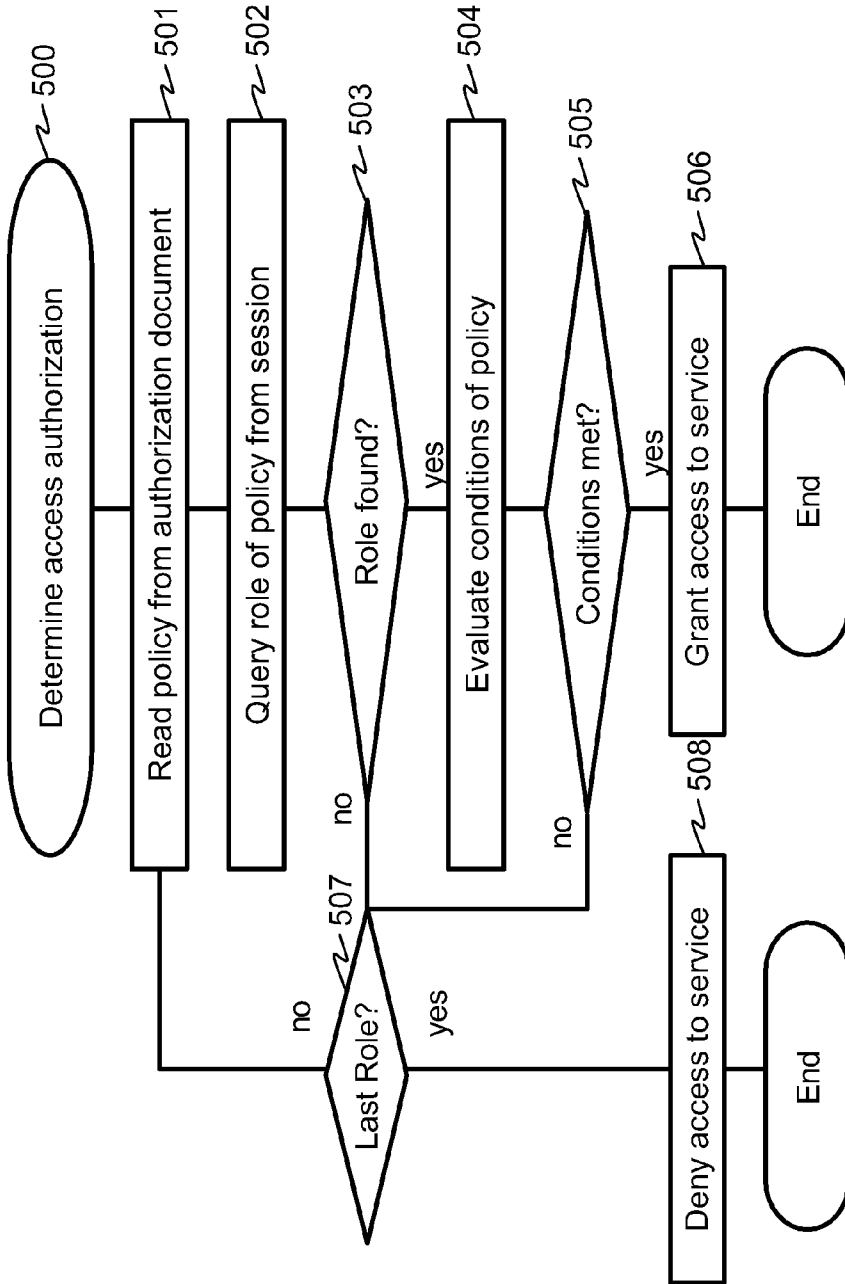 Determine access authorization
500
Read policy from authorization document
501
Query role of policy from session
502
Role found?
503
yes
no
Last Role?
507
no
yes
Evaluate conditions of policy
504
Conditions met?
505
yes
no
Grant access to service
506
Deny access to service
508
End
End